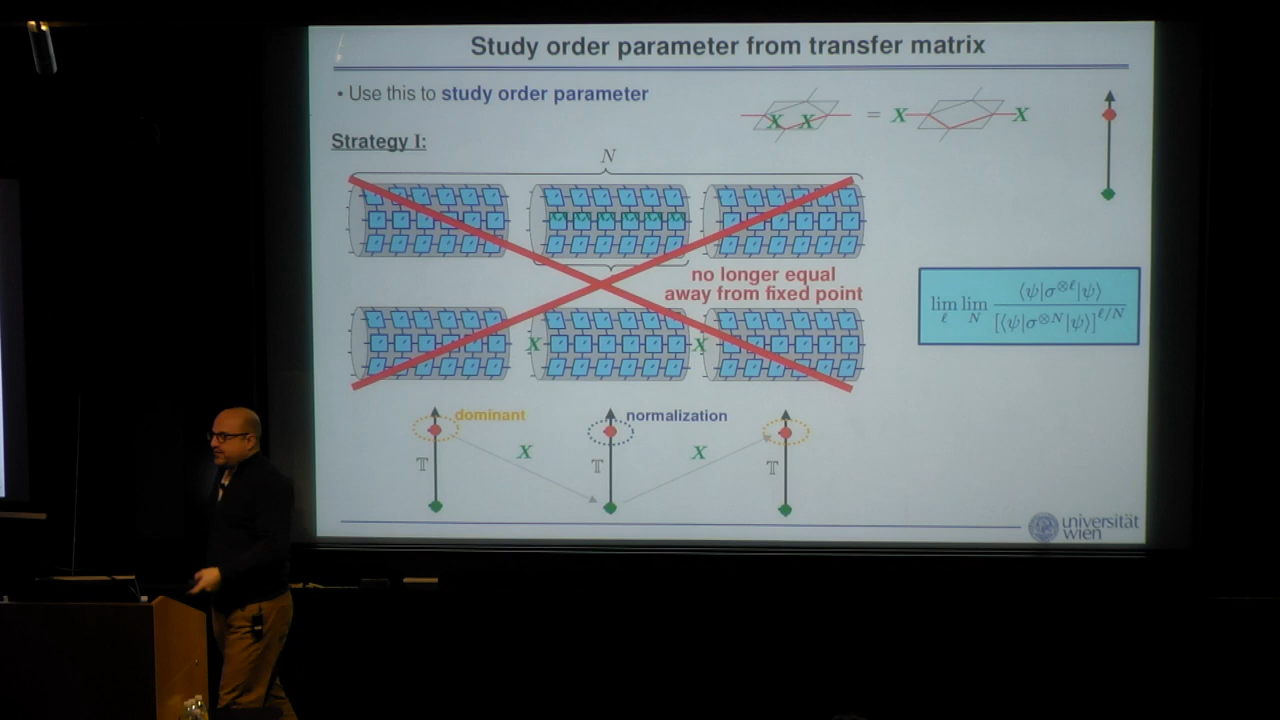 Study order parameter from transfer matrix
• Use this to study order parameter
X X = X X
Strategy I:
N
no longer equal
away from fixed point
X X
lim lim ⟨ψ|σ^{⊗ℓ}|ψ⟩ / [⟨ψ|σ^{⊗N}|ψ⟩]^{ℓ/N}
ℓ N
dominant
normalization
X X
𝕋 𝕋 𝕋
universität
wien